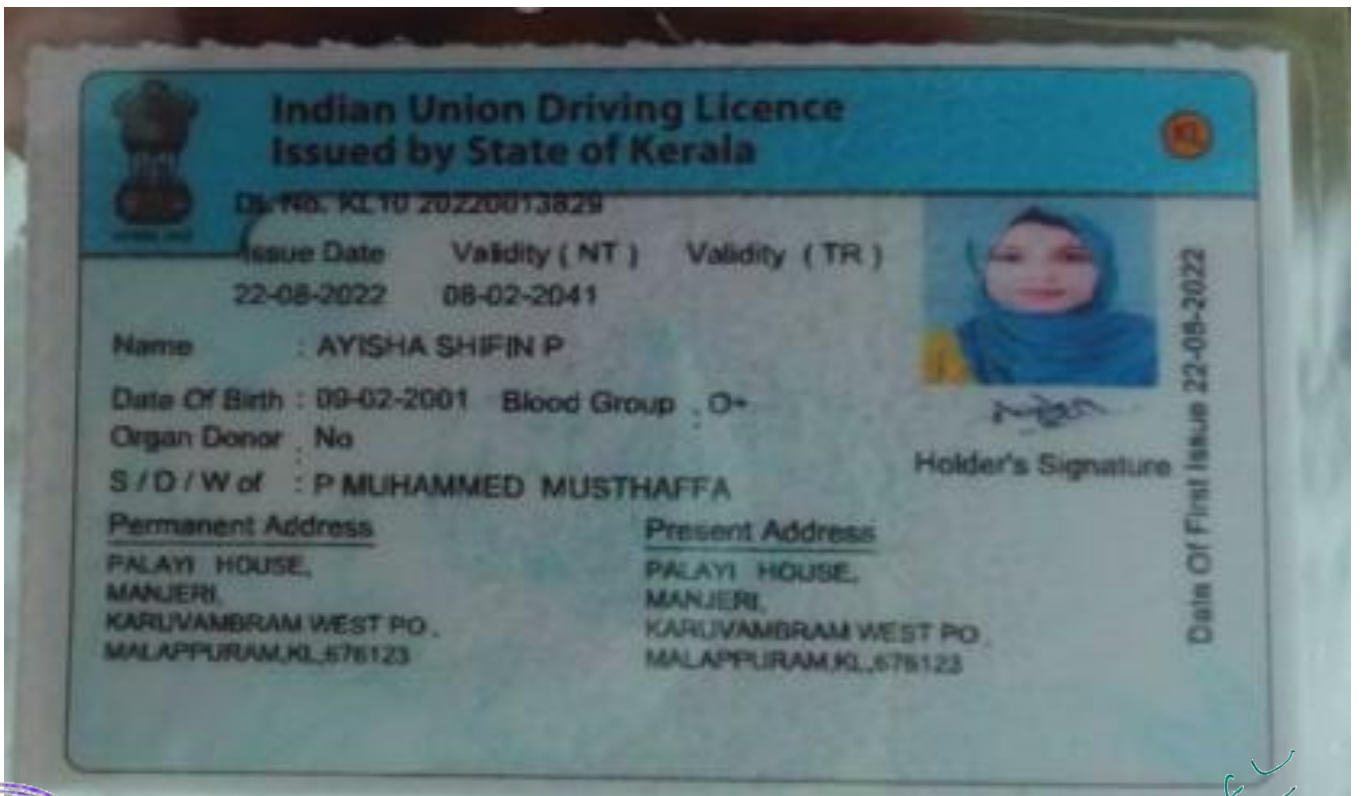 Indian Union Driving Licence
Issued by State of Kerala
KL
DL No. KL10 20220013829
Issue Date Validity ( NT ) Validity ( TR )
22-08-2022 08-02-2041
Name : AYISHA SHIFIN P
Date Of Birth : 09-02-2001 Blood Group : O+
Organ Donor : No
S / D / W of : P MUHAMMED MUSTHAFFA
Holder's Signature
Date Of First Issue 22-08-2022
Permanent Address
PALAYI HOUSE,
MANJERI,
KARUVAMBRAM WEST PO,
MALAPPURAM,KL,676123
Present Address
PALAYI HOUSE,
MANJERI,
KARUVAMBRAM WEST PO,
MALAPPURAM,KL,676123